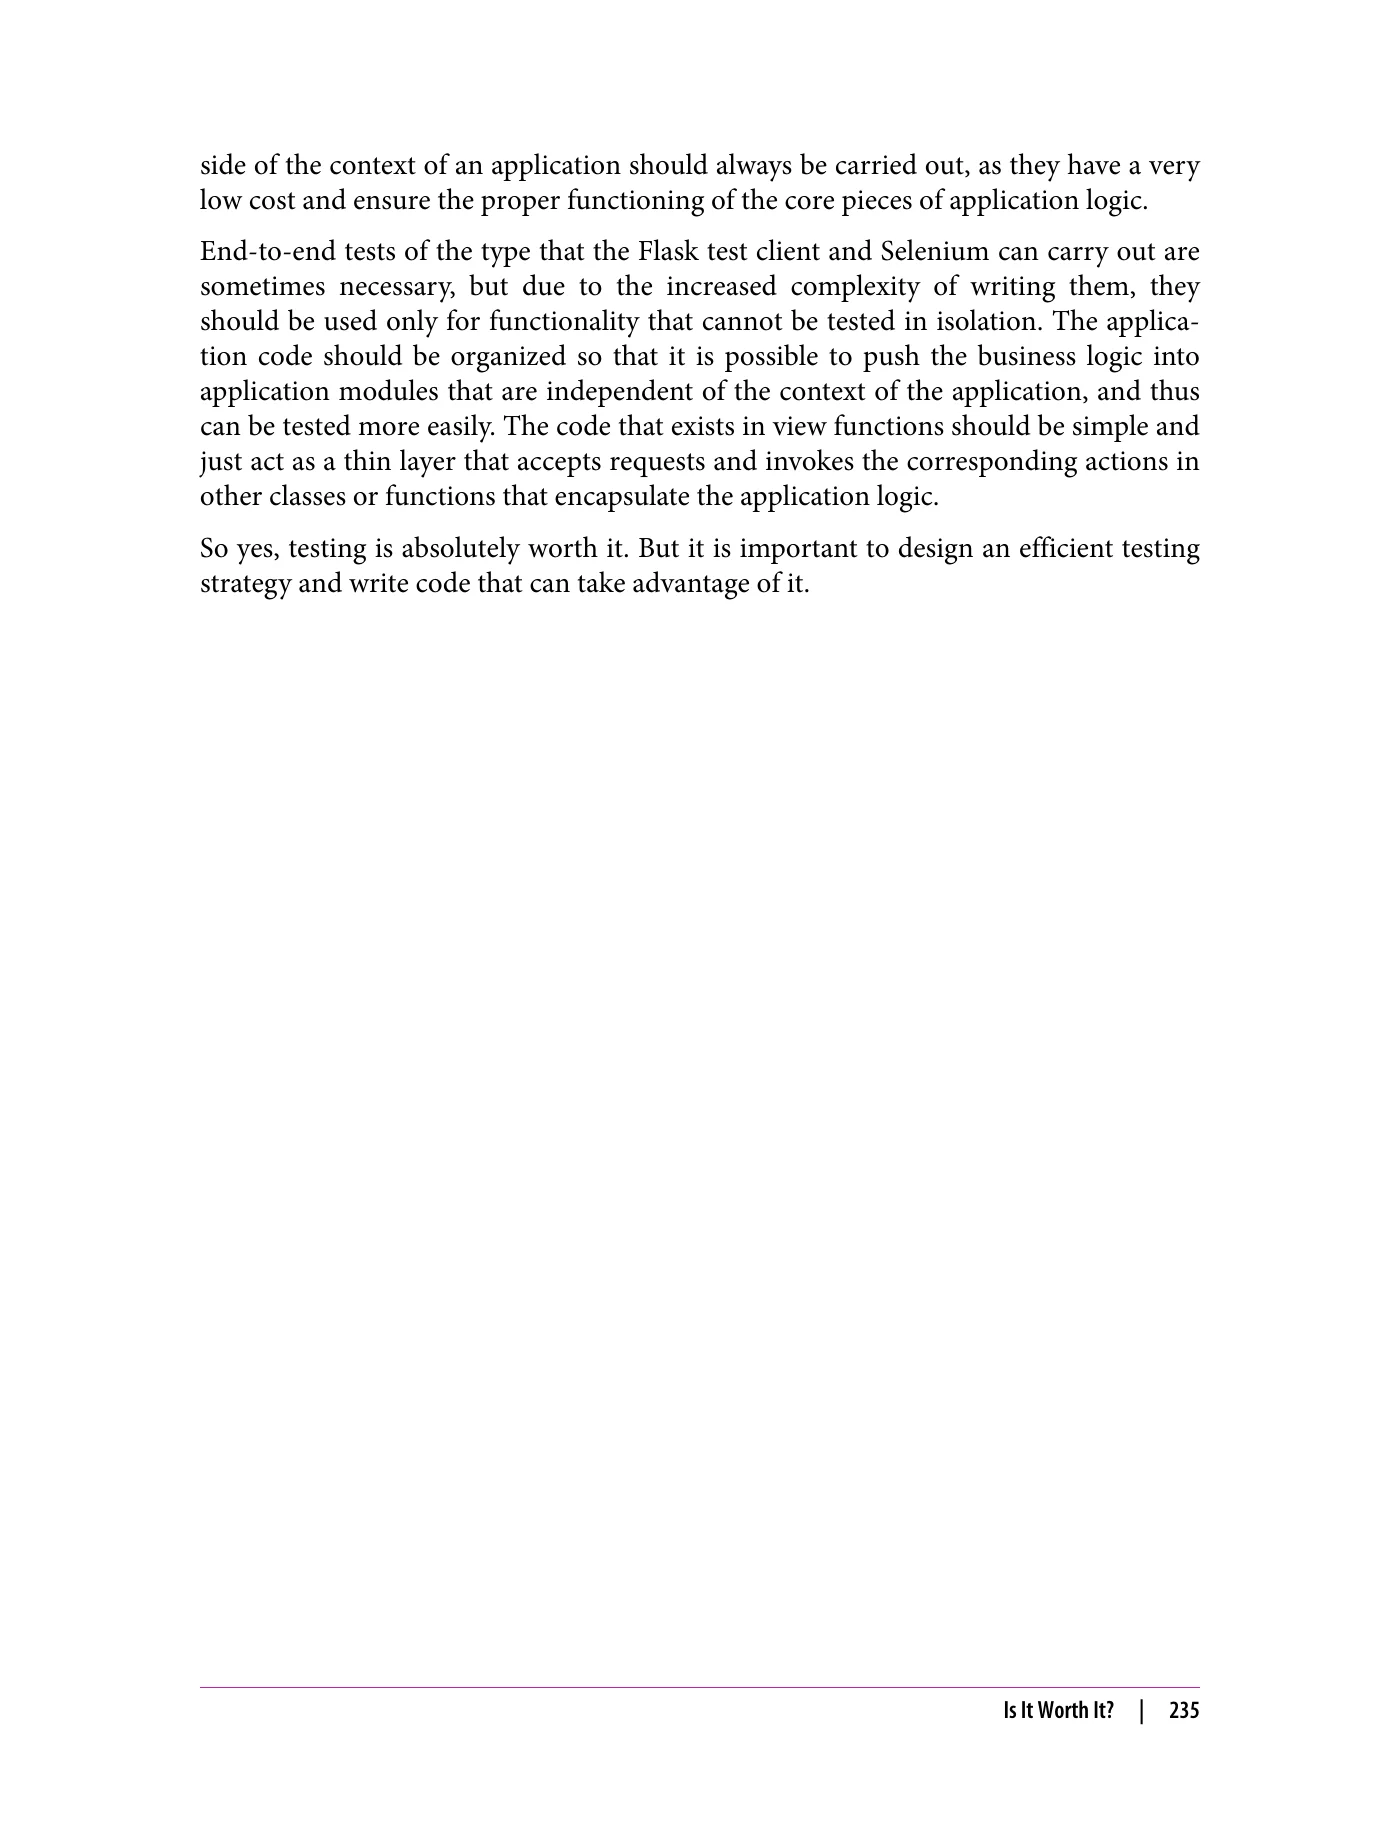 side of the context of an application should always be carried out, as they have a very
low cost and ensure the proper functioning of the core pieces of application logic.
End-to-end tests of the type that the Flask test client and Selenium can carry out are
sometimes necessary, but due to the increased complexity of writing them, they
should be used only for functionality that cannot be tested in isolation. The applica-
tion code should be organized so that it is possible to push the business logic into
application modules that are independent of the context of the application, and thus
can be tested more easily. The code that exists in view functions should be simple and
just act as a thin layer that accepts requests and invokes the corresponding actions in
other classes or functions that encapsulate the application logic.
So yes, testing is absolutely worth it. But it is important to design an efficient testing
strategy and write code that can take advantage of it.
Is It Worth It? | 235